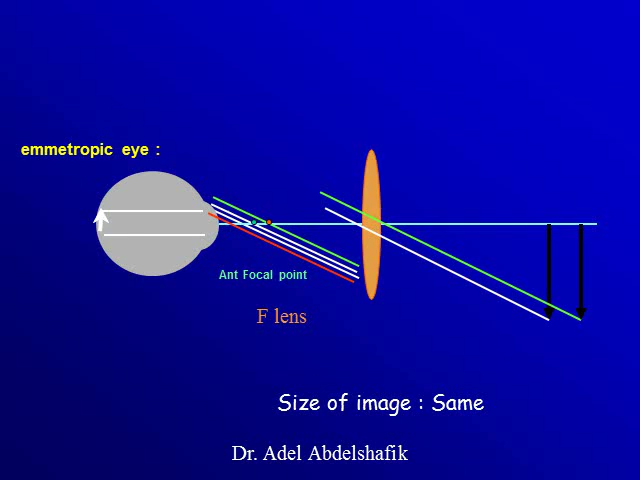 emmetropic eye :
Ant Focal point
F lens
Size of image : Same
Dr. Adel Abdelshafik